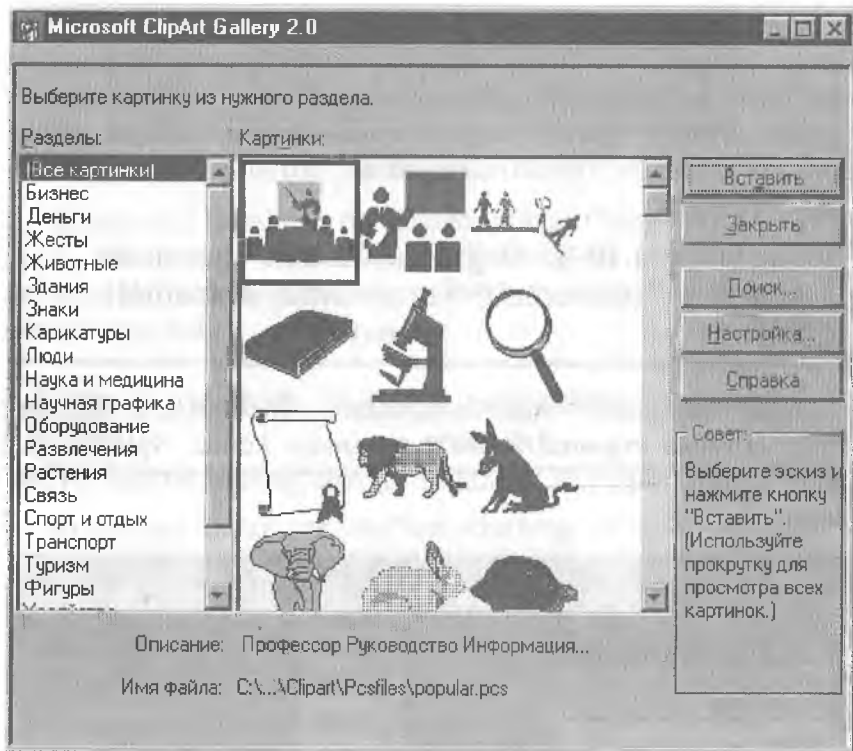 Microsoft ClipArt Gallery 2.0
Выберите картинку из нужного раздела.
Разделы:
Картинки:
(Все картинки)
Бизнес
Деньги
Жесты
Животные
Здания
Знаки
Карикатуры
Люди
Наука и медицина
Научная графика
Оборудование
Развлечения
Растения
Связь
Спорт и отдых
Транспорт
Туризм
Фигуры
Вставить
Закрыть
Поиск...
Настройка...
Справка
Совет:
Выберите эскиз и
нажмите кнопку
"Вставить".
(Используйте
прокрутку для
просмотра всех
картинок.)
Описание: Профессор Руководство Информация...
Имя файла: C:\...\Clipart\Pcsfiles\popular.pcs